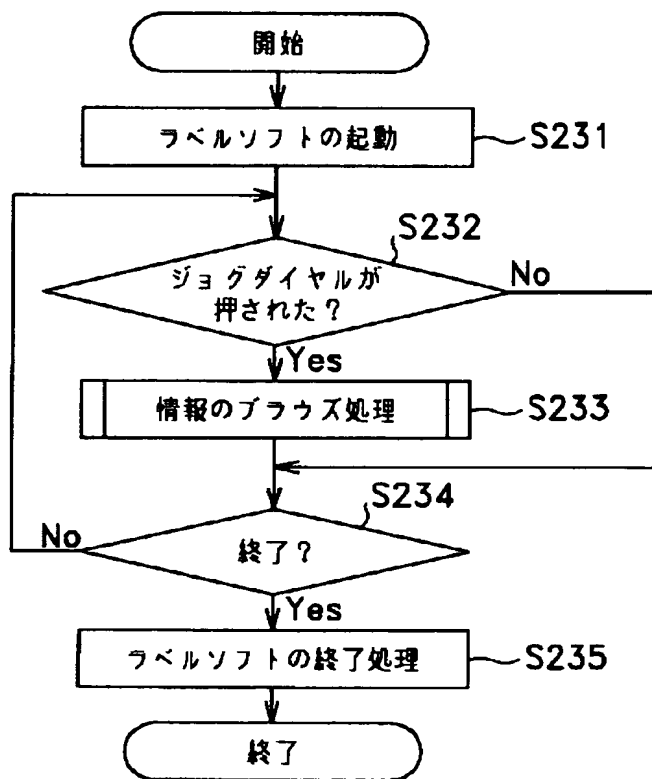 開始
ラベルソフトの起動
S231
S232
ジョグダイヤルが
押された？
No
Yes
情報のブラウズ処理
S233
S234
No
終了？
Yes
ラベルソフトの終了処理
S235
終了